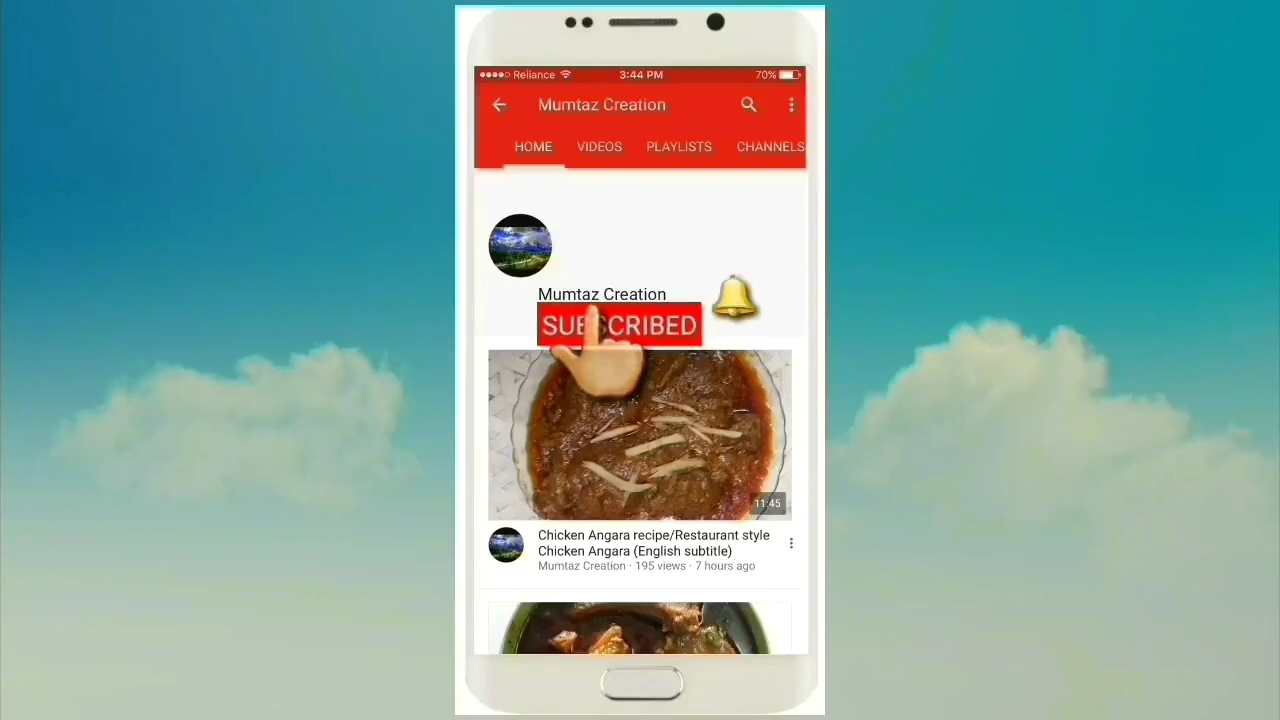 Reliance 3:44 PM 70%
Mumtaz Creation
HOME VIDEOS PLAYLISTS CHANNELS
Mumtaz Creation
SUBSCRIBED
11:45
Chicken Angara recipe/Restaurant style
Chicken Angara (English subtitle)
Mumtaz Creation · 195 views · 7 hours ago